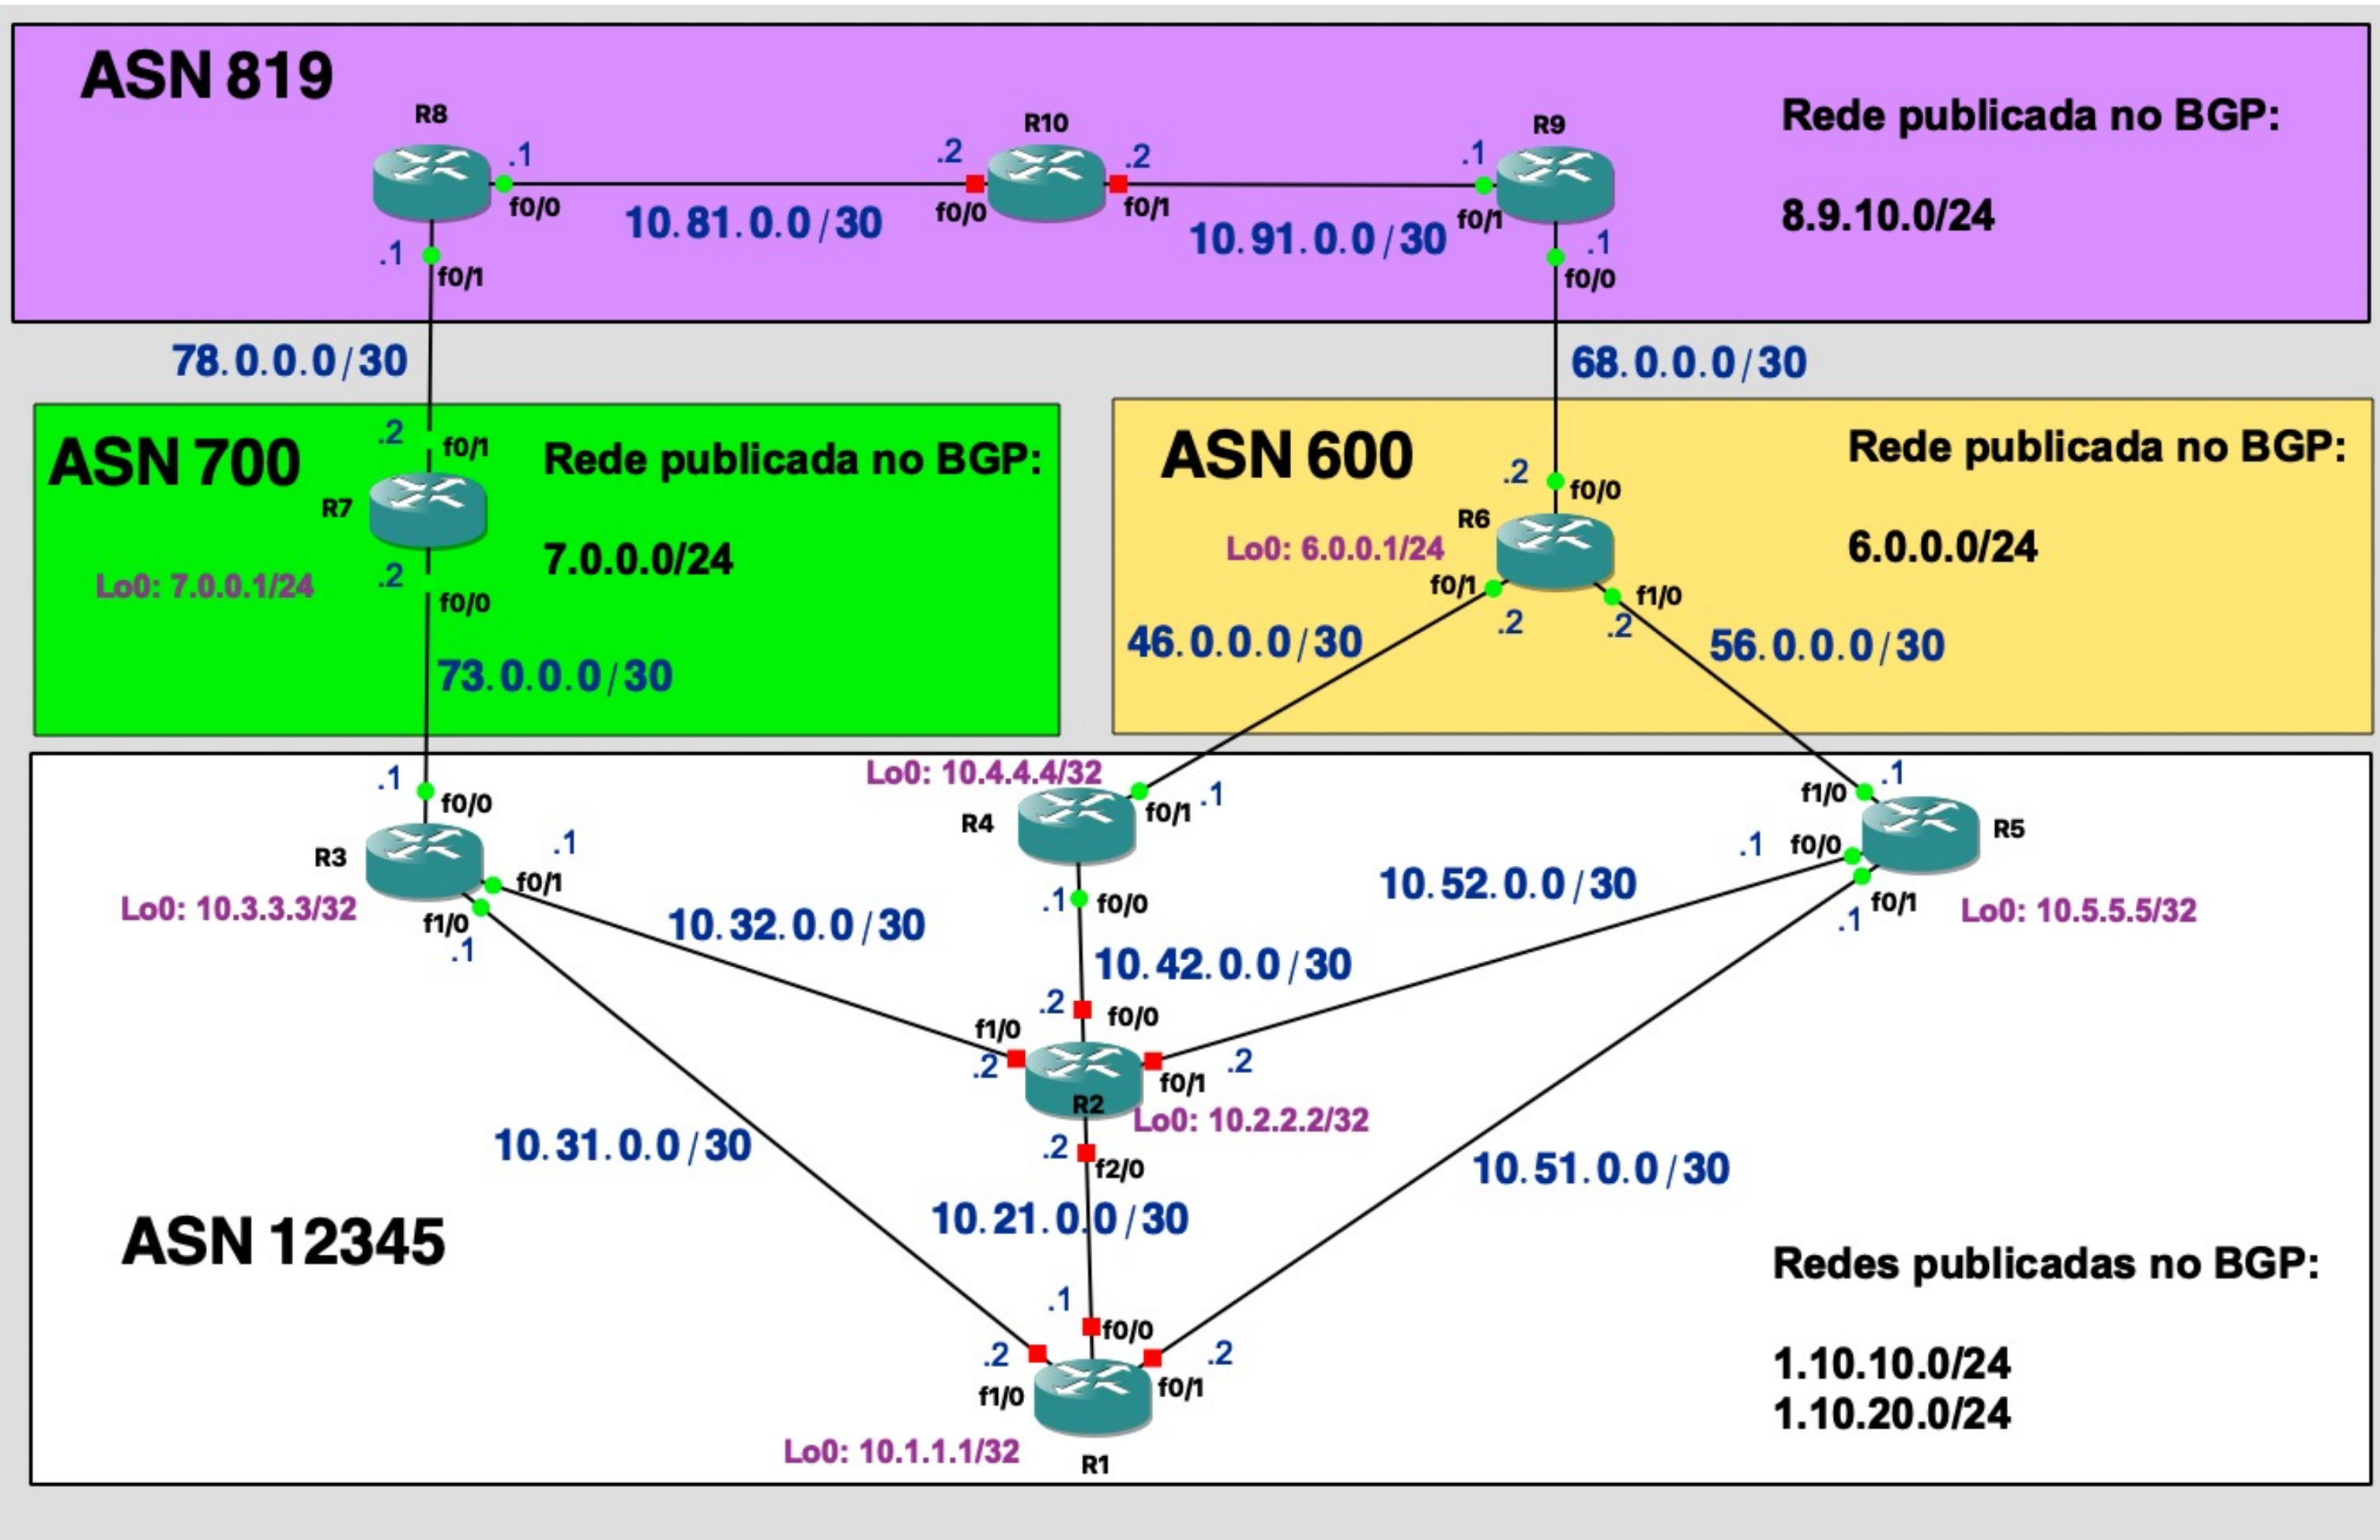 ASN 819
R8
.1
f0/0
.1
f0/1
10.81.0.0/30
R10
.2
f0/0
.2
f0/1
10.91.0.0/30
R9
.1
f0/1
.1
f0/0
Rede publicada no BGP:
8.9.10.0/24
78.0.0.0/30
68.0.0.0/30
ASN 700
.2
f0/1
R7
Lo0: 7.0.0.1/24
.2
f0/0
Rede publicada no BGP:
7.0.0.0/24
73.0.0.0/30
ASN 600
.2
f0/0
R6
Lo0: 6.0.0.1/24
f0/1
.2
f1/0
.2
Rede publicada no BGP:
6.0.0.0/24
46.0.0.0/30
56.0.0.0/30
.1
f0/0
R3
.1
f0/1
Lo0: 10.3.3.3/32
f1/0
.1
Lo0: 10.4.4.4/32
R4
f0/1
.1
.1
f0/0
.1
f1/0
R5
.1
f0/0
f0/1
.1
Lo0: 10.5.5.5/32
10.32.0.0/30
10.42.0.0/30
10.52.0.0/30
.2
f0/0
f1/0
.2
R2
.2
f0/1
Lo0: 10.2.2.2/32
.2
f2/0
10.31.0.0/30
10.21.0.0/30
10.51.0.0/30
ASN 12345
.1
f0/0
.2
f1/0
.2
f0/1
Lo0: 10.1.1.1/32
R1
Redes publicadas no BGP:
1.10.10.0/24
1.10.20.0/24